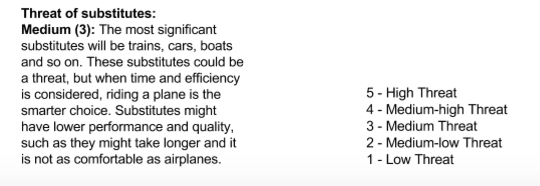 Threat of substitutes:
Medium (3): The most significant
substitutes will be trains, cars, boats
and so on. These substitutes could be
a threat, but when time and efficiency
is considered, riding a plane is the
smarter choice. Substitutes might
have lower performance and quality,
such as they might take longer and it
is not as comfortable as airplanes.
5 - High Threat
4 - Medium-high Threat
3 - Medium Threat
2 - Medium-low Threat
1 - Low Threat